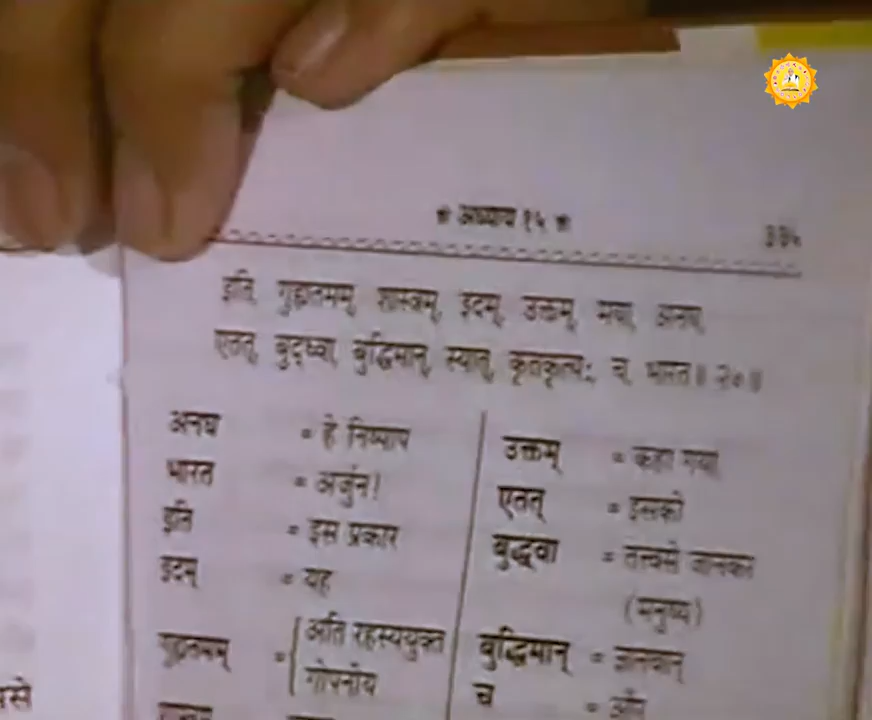 * अध्याय १५ *
३३५
इति, गुह्यतमम्, शास्त्रम्, इदम्, उक्तम्, मया, अनघ,
एतत्, बुद्ध्वा, बुद्धिमान्, स्यात्, कृतकृत्यः, च, भारत॥ २०॥
अनघ = हे निष्पाप
भारत = अर्जुन!
इति = इस प्रकार
इदम् = यह
गुह्यतमम् = अति रहस्ययुक्त
गोपनीय
उक्तम् = कहा गया,
एतत् = इसको
बुद्ध्वा = तत्त्वसे जानकर
(मनुष्य)
बुद्धिमान् = ज्ञानवान्
च = और